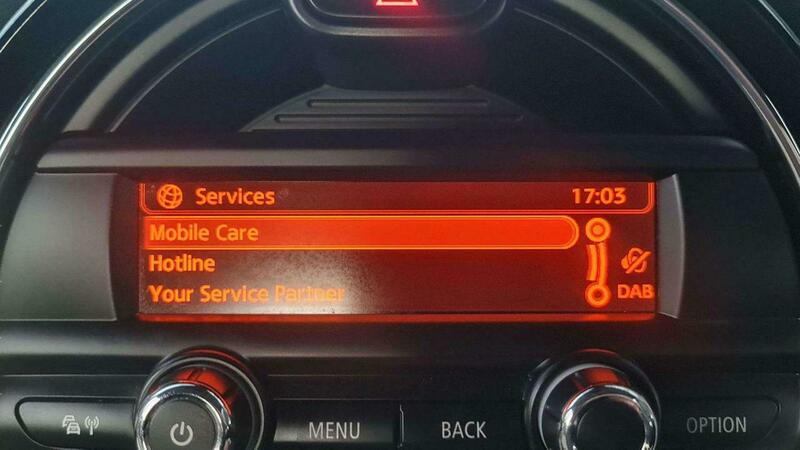 Services 17:03
Mobile Care
Hotline
Your Service Partner
DAB
MENU BACK OPTION